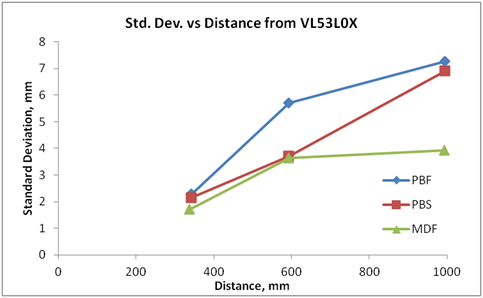 Std. Dev. vs Distance from VL53L0X
Standard Deviation, mm
8
7
6
5
4
3
2
1
0
PBF
PBS
MDF
0
200
400
600
800
1000
Distance, mm